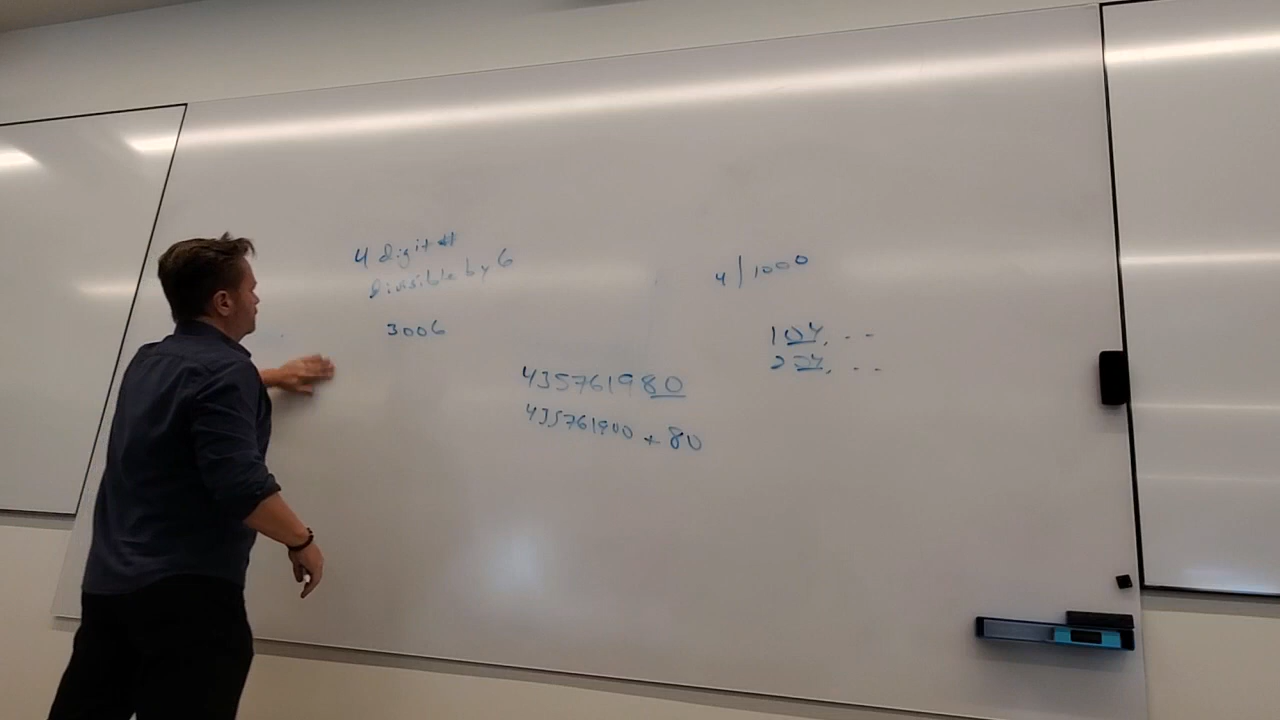 4 digit #
divisible by 6
3006
435761980
435761900 + 80
4 | 1000
104, ...
204, ...